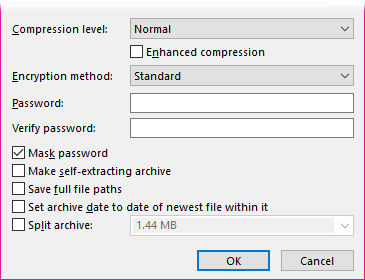 Compression level: Normal
Enhanced compression
Encryption method: Standard
Password:
Verify password:
Mask password
Make self-extracting archive
Save full file paths
Set archive date to date of newest file within it
Split archive: 1.44 MB
OK Cancel